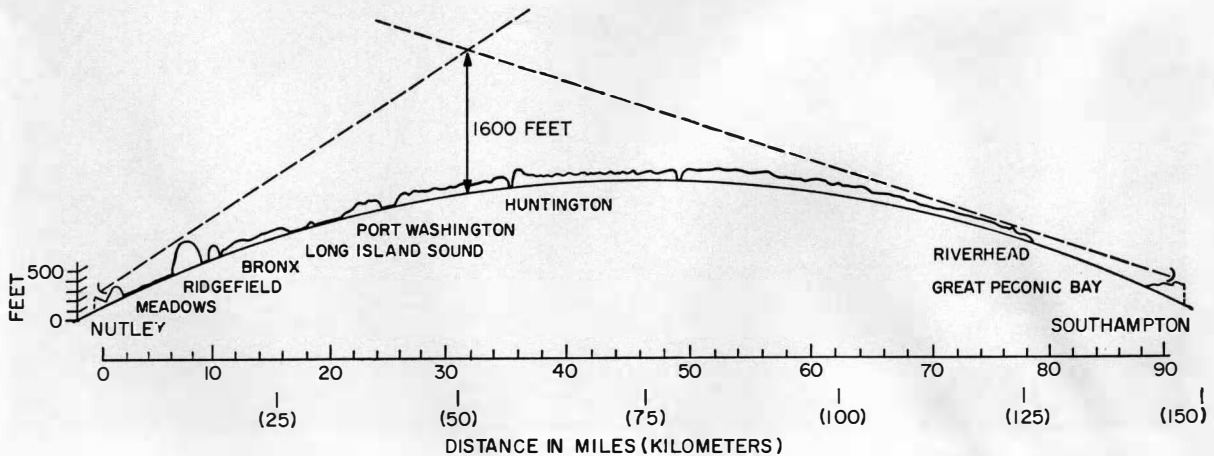 1600 FEET
HUNTINGTON
PORT WASHINGTON
LONG ISLAND SOUND
BRONX
RIDGEFIELD
MEADOWS
NUTLEY
RIVERHEAD
GREAT PECONIC BAY
SOUTHAMPTON
FEET
500
0
0 10 20 30 40 50 60 70 80 90
(25) (50) (75) (100) (125) (150)
DISTANCE IN MILES (KILOMETERS)